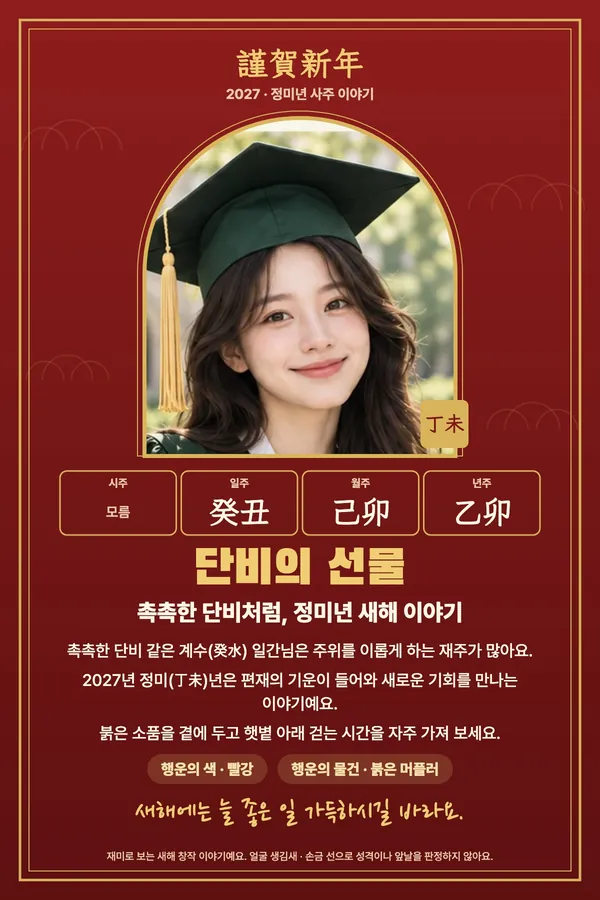 謹賀新年
2027 · 정미년 사주 이야기
丁未
시주 일주 월주 년주
모름 癸丑 己卯 乙卯
단비의 선물
촉촉한 단비처럼, 정미년 새해 이야기
촉촉한 단비 같은 계수(癸水) 일간님은 주위를 이롭게 하는 재주가 많아요.
2027년 정미(丁未)년은 편재의 기운이 들어와 새로운 기회를 만나는
이야기예요.
붉은 소품을 곁에 두고 햇볕 아래 걷는 시간을 자주 가져 보세요.
행운의 색 · 빨강 행운의 물건 · 붉은 머플러
새해에는 늘 좋은 일 가득하시길 바라요.
재미로 보는 새해 창작 이야기예요. 얼굴 생김새 · 손금 선으로 성격이나 앞날을 판정하지 않아요.